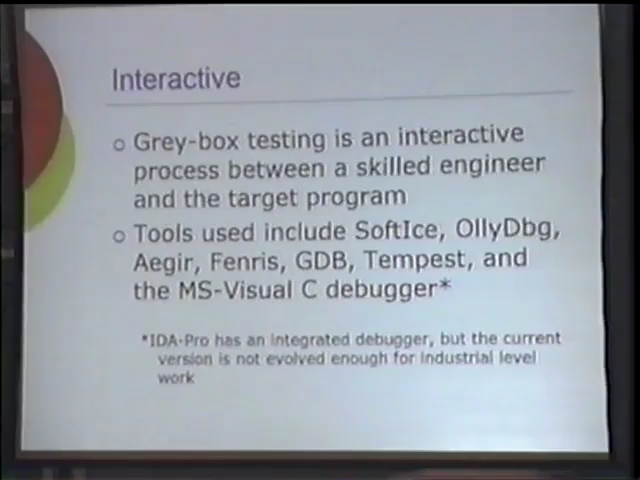 Interactive
Grey-box testing is an interactive
process between a skilled engineer
and the target program
Tools used include SoftIce, OllyDbg,
Aegir, Fenris, GDB, Tempest, and
the MS-Visual C debugger*
*IDA-Pro has an integrated debugger, but the current
version is not evolved enough for industrial level
work